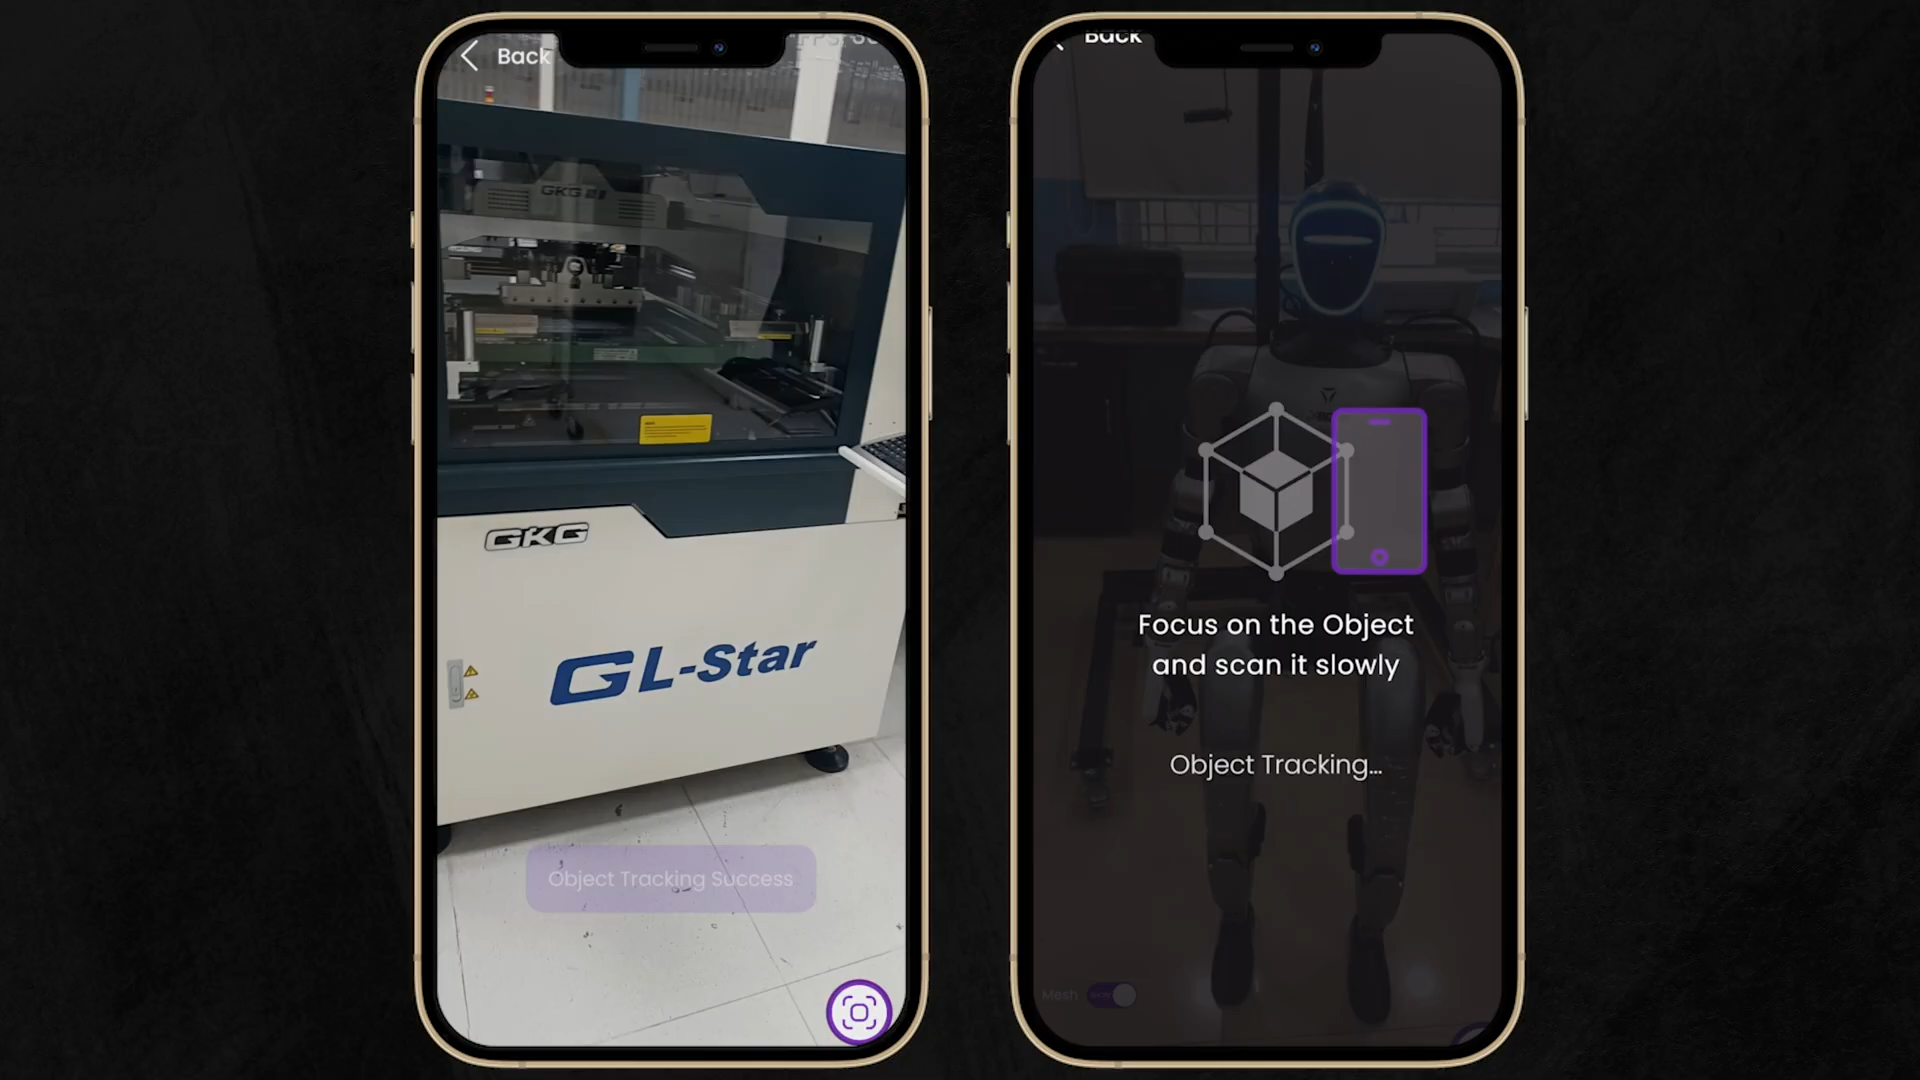 Back
GKG
GKG
GL-Star
Object Tracking Success
Back
Focus on the Object
and scan it slowly
Object Tracking...
Mesh